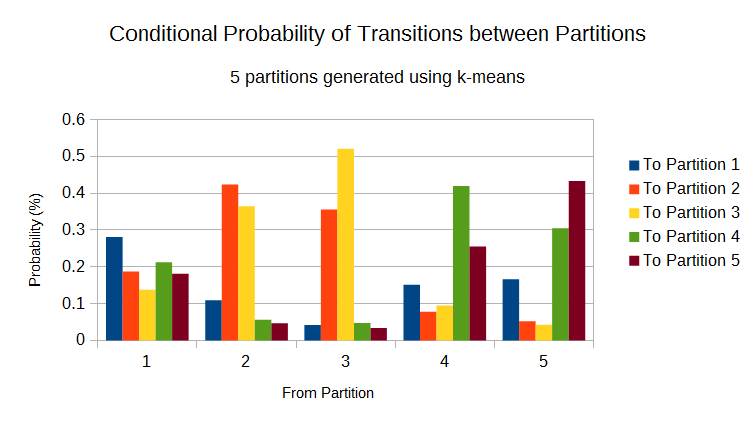 Conditional Probability of Transitions between Partitions
5 partitions generated using k-means
Probability (%)
0.6
0.5
0.4
0.3
0.2
0.1
0
1 2 3 4 5
From Partition
To Partition 1
To Partition 2
To Partition 3
To Partition 4
To Partition 5